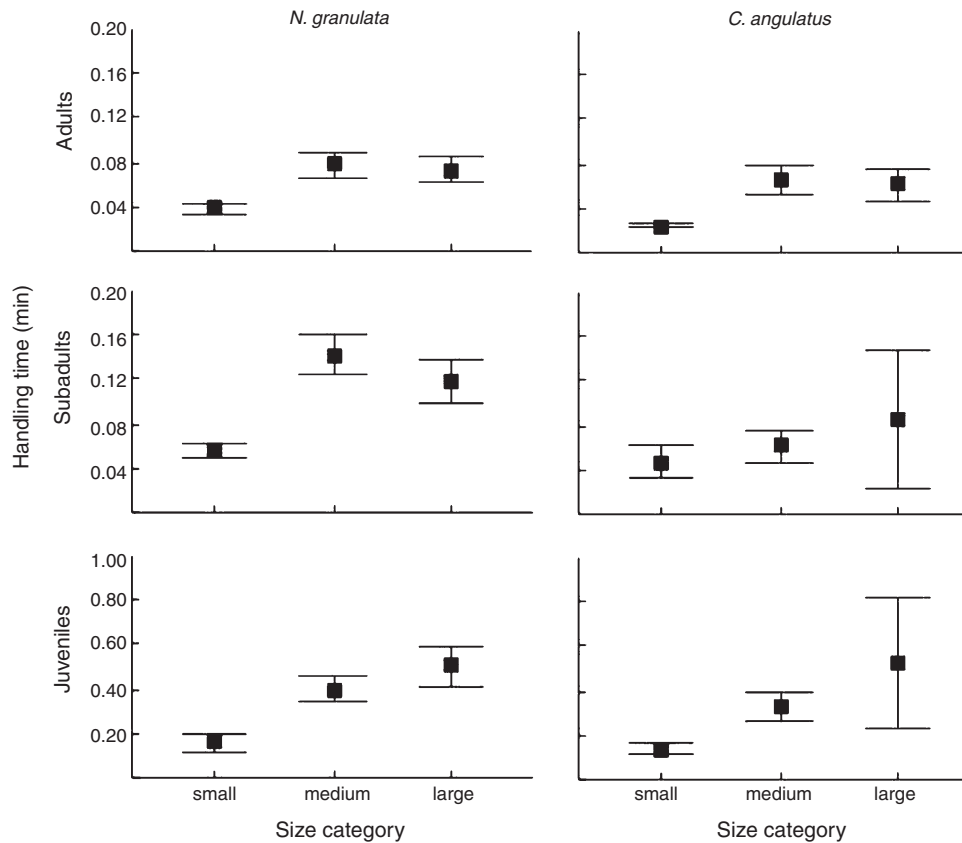 N. granulata
C. angulatus
Handling time (min)
Adults
0.20
0.16
0.12
0.08
0.04
Subadults
0.20
0.16
0.12
0.08
0.04
Juveniles
1.00
0.80
0.60
0.40
0.20
small medium large
small medium large
Size category
Size category